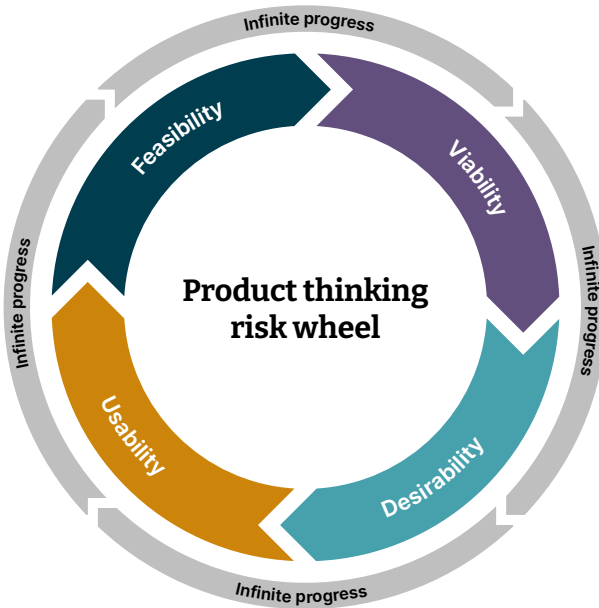 Infinite progress
Feasibility
Viability
Infinite progress
Product thinking
risk wheel
Infinite progress
Usability
Desirability
Infinite progress